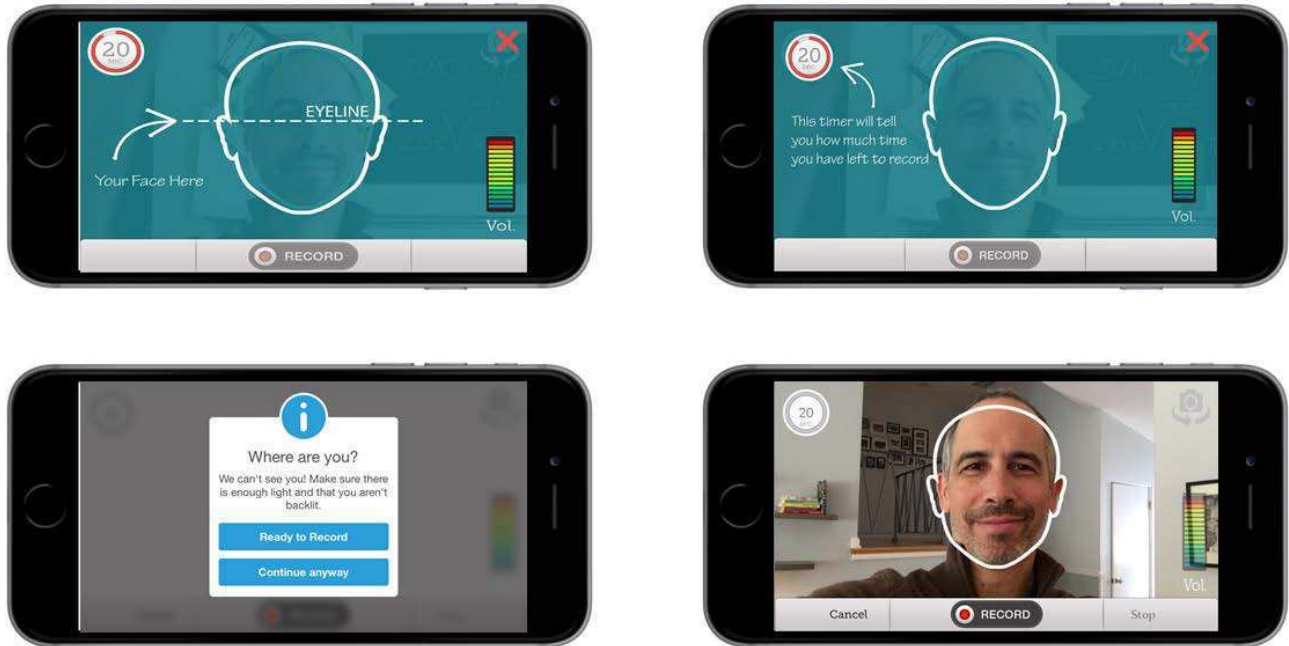 20
SEC.
EYELINE
Your Face Here
Vol.
RECORD
20
SEC.
This timer will tell
you how much time
you have left to record
Vol.
RECORD
Where are you?
We can't see you! Make sure there
is enough light and that you aren't
backlit.
Ready to Record
Continue anyway
20
SEC.
Vol.
Cancel
RECORD
Stop